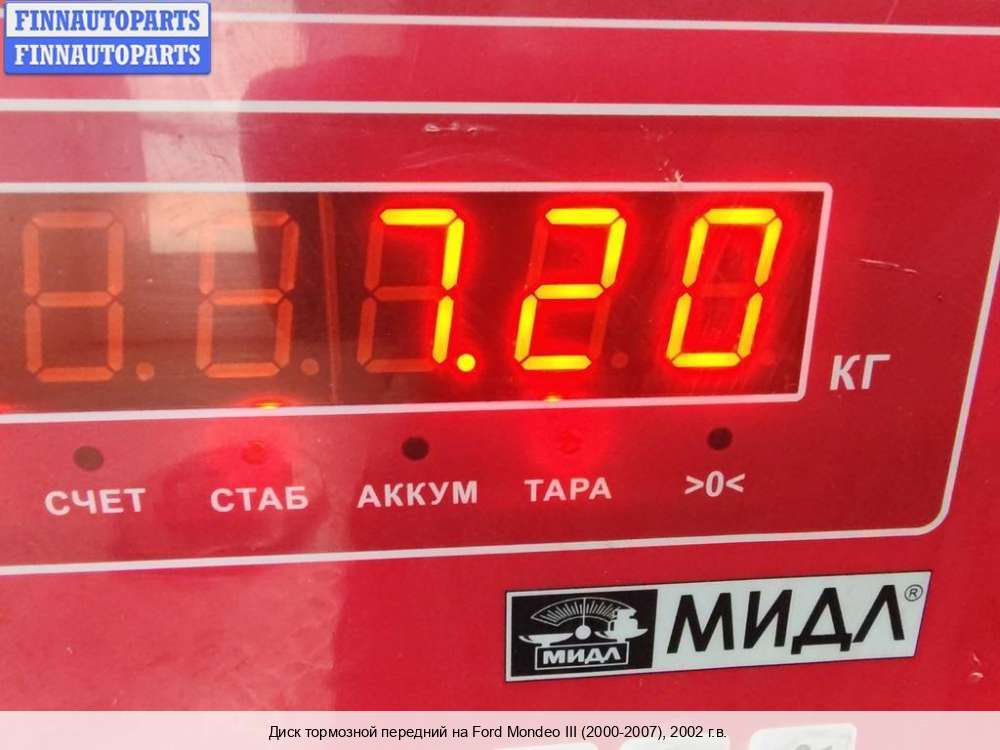 FINNAUTOPARTS
FINNAUTOPARTS
7.20
КГ
СЧЕТ СТАБ АККУМ ТАРА >0<
МИДЛ МИДЛ®
Диск тормозной передний на Ford Mondeo III (2000-2007), 2002 г.в.